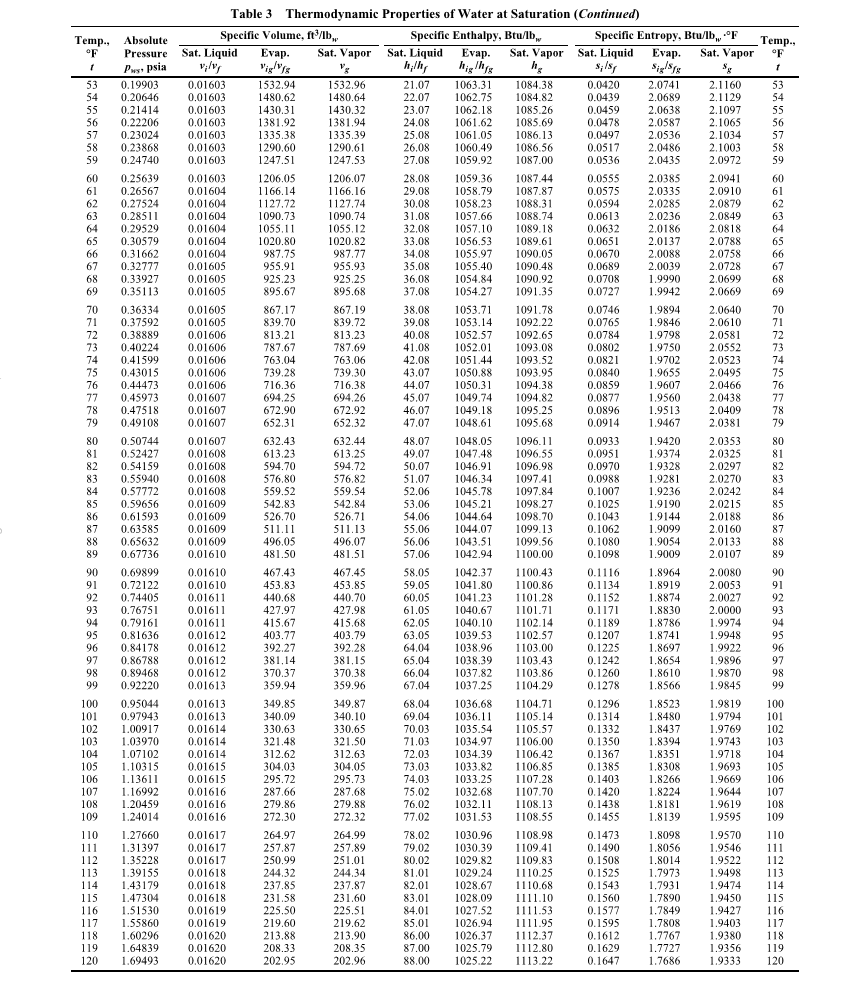 Table 3 Thermodynamic Properties of Water at Saturation (Continued)
Temp., °F t Absolute Pressure pws, psia Specific Volume, ft³/lbw Specific Enthalpy, Btu/lbw Specific Entropy, Btu/lbw·°F Temp., °F t
Sat. Liquid Evap. Sat. Vapor Sat. Liquid Evap. Sat. Vapor Sat. Liquid Evap. Sat. Vapor
vi/vf vig/vfg vg hi/hf hig/hfg hg si/sf sig/sfg sg
53 0.19903 0.01603 1532.94 1532.96 21.07 1063.31 1084.38 0.0420 2.0741 2.1160 53
54 0.20646 0.01603 1480.62 1480.64 22.07 1062.75 1084.82 0.0439 2.0689 2.1129 54
55 0.21414 0.01603 1430.31 1430.32 23.07 1062.18 1085.26 0.0459 2.0638 2.1097 55
56 0.22206 0.01603 1381.92 1381.94 24.08 1061.62 1085.69 0.0478 2.0587 2.1065 56
57 0.23024 0.01603 1335.38 1335.39 25.08 1061.05 1086.13 0.0497 2.0536 2.1034 57
58 0.23868 0.01603 1290.60 1290.61 26.08 1060.49 1086.56 0.0517 2.0486 2.1003 58
59 0.24740 0.01603 1247.51 1247.53 27.08 1059.92 1087.00 0.0536 2.0435 2.0972 59
60 0.25639 0.01603 1206.05 1206.07 28.08 1059.36 1087.44 0.0555 2.0385 2.0941 60
61 0.26567 0.01604 1166.14 1166.16 29.08 1058.79 1087.87 0.0575 2.0335 2.0910 61
62 0.27524 0.01604 1127.72 1127.74 30.08 1058.23 1088.31 0.0594 2.0285 2.0879 62
63 0.28511 0.01604 1090.73 1090.74 31.08 1057.66 1088.74 0.0613 2.0236 2.0849 63
64 0.29529 0.01604 1055.11 1055.12 32.08 1057.10 1089.18 0.0632 2.0186 2.0818 64
65 0.30579 0.01604 1020.80 1020.82 33.08 1056.53 1089.61 0.0651 2.0137 2.0788 65
66 0.31662 0.01604 987.75 987.77 34.08 1055.97 1090.05 0.0670 2.0088 2.0758 66
67 0.32777 0.01605 955.91 955.93 35.08 1055.40 1090.48 0.0689 2.0039 2.0728 67
68 0.33927 0.01605 925.23 925.25 36.08 1054.84 1090.92 0.0708 1.9990 2.0699 68
69 0.35113 0.01605 895.67 895.68 37.08 1054.27 1091.35 0.0727 1.9942 2.0669 69
70 0.36334 0.01605 867.17 867.19 38.08 1053.71 1091.78 0.0746 1.9894 2.0640 70
71 0.37592 0.01605 839.70 839.72 39.08 1053.14 1092.22 0.0765 1.9846 2.0610 71
72 0.38889 0.01606 813.21 813.23 40.08 1052.57 1092.65 0.0784 1.9798 2.0581 72
73 0.40224 0.01606 787.67 787.69 41.08 1052.01 1093.08 0.0802 1.9750 2.0552 73
74 0.41599 0.01606 763.04 763.06 42.08 1051.44 1093.52 0.0821 1.9702 2.0523 74
75 0.43015 0.01606 739.28 739.30 43.07 1050.88 1093.95 0.0840 1.9655 2.0495 75
76 0.44473 0.01606 716.36 716.38 44.07 1050.31 1094.38 0.0859 1.9607 2.0466 76
77 0.45973 0.01607 694.25 694.26 45.07 1049.74 1094.82 0.0877 1.9560 2.0438 77
78 0.47518 0.01607 672.90 672.92 46.07 1049.18 1095.25 0.0896 1.9513 2.0409 78
79 0.49108 0.01607 652.31 652.32 47.07 1048.61 1095.68 0.0914 1.9467 2.0381 79
80 0.50744 0.01607 632.43 632.44 48.07 1048.05 1096.11 0.0933 1.9420 2.0353 80
81 0.52427 0.01608 613.23 613.25 49.07 1047.48 1096.55 0.0951 1.9374 2.0325 81
82 0.54159 0.01608 594.70 594.72 50.07 1046.91 1096.98 0.0970 1.9328 2.0297 82
83 0.55940 0.01608 576.80 576.82 51.07 1046.34 1097.41 0.0988 1.9281 2.0270 83
84 0.57772 0.01608 559.52 559.54 52.06 1045.78 1097.84 0.1007 1.9236 2.0242 84
85 0.59656 0.01609 542.83 542.84 53.06 1045.21 1098.27 0.1025 1.9190 2.0215 85
86 0.61593 0.01609 526.70 526.71 54.06 1044.64 1098.70 0.1043 1.9144 2.0188 86
87 0.63585 0.01609 511.11 511.13 55.06 1044.07 1099.13 0.1062 1.9099 2.0160 87
88 0.65632 0.01609 496.05 496.07 56.06 1043.51 1099.56 0.1080 1.9054 2.0133 88
89 0.67736 0.01610 481.50 481.51 57.06 1042.94 1100.00 0.1098 1.9009 2.0107 89
90 0.69899 0.01610 467.43 467.45 58.05 1042.37 1100.43 0.1116 1.8964 2.0080 90
91 0.72122 0.01610 453.83 453.85 59.05 1041.80 1100.86 0.1134 1.8919 2.0053 91
92 0.74405 0.01611 440.68 440.70 60.05 1041.23 1101.28 0.1152 1.8874 2.0027 92
93 0.76751 0.01611 427.97 427.98 61.05 1040.67 1101.71 0.1171 1.8830 2.0000 93
94 0.79161 0.01611 415.67 415.68 62.05 1040.10 1102.14 0.1189 1.8786 1.9974 94
95 0.81636 0.01612 403.77 403.79 63.05 1039.53 1102.57 0.1207 1.8741 1.9948 95
96 0.84178 0.01612 392.27 392.28 64.04 1038.96 1103.00 0.1225 1.8697 1.9922 96
97 0.86788 0.01612 381.14 381.15 65.04 1038.39 1103.43 0.1242 1.8654 1.9896 97
98 0.89468 0.01612 370.37 370.38 66.04 1037.82 1103.86 0.1260 1.8610 1.9870 98
99 0.92220 0.01613 359.94 359.96 67.04 1037.25 1104.29 0.1278 1.8566 1.9845 99
100 0.95044 0.01613 349.85 349.87 68.04 1036.68 1104.71 0.1296 1.8523 1.9819 100
101 0.97943 0.01613 340.09 340.10 69.04 1036.11 1105.14 0.1314 1.8480 1.9794 101
102 1.00917 0.01614 330.63 330.65 70.03 1035.54 1105.57 0.1332 1.8437 1.9769 102
103 1.03970 0.01614 321.48 321.50 71.03 1034.97 1106.00 0.1350 1.8394 1.9743 103
104 1.07102 0.01614 312.62 312.63 72.03 1034.39 1106.42 0.1367 1.8351 1.9718 104
105 1.10315 0.01615 304.03 304.05 73.03 1033.82 1106.85 0.1385 1.8308 1.9693 105
106 1.13611 0.01615 295.72 295.73 74.03 1033.25 1107.28 0.1403 1.8266 1.9669 106
107 1.16992 0.01616 287.66 287.68 75.02 1032.68 1107.70 0.1420 1.8224 1.9644 107
108 1.20459 0.01616 279.86 279.88 76.02 1032.11 1108.13 0.1438 1.8181 1.9619 108
109 1.24014 0.01616 272.30 272.32 77.02 1031.53 1108.55 0.1455 1.8139 1.9595 109
110 1.27660 0.01617 264.97 264.99 78.02 1030.96 1108.98 0.1473 1.8098 1.9570 110
111 1.31397 0.01617 257.87 257.89 79.02 1030.39 1109.41 0.1490 1.8056 1.9546 111
112 1.35228 0.01617 250.99 251.01 80.02 1029.82 1109.83 0.1508 1.8014 1.9522 112
113 1.39155 0.01618 244.32 244.34 81.01 1029.24 1110.25 0.1525 1.7973 1.9498 113
114 1.43179 0.01618 237.85 237.87 82.01 1028.67 1110.68 0.1543 1.7931 1.9474 114
115 1.47304 0.01618 231.58 231.60 83.01 1028.09 1111.10 0.1560 1.7890 1.9450 115
116 1.51530 0.01619 225.50 225.51 84.01 1027.52 1111.53 0.1577 1.7849 1.9427 116
117 1.55860 0.01619 219.60 219.62 85.01 1026.94 1111.95 0.1595 1.7808 1.9403 117
118 1.60296 0.01620 213.88 213.90 86.00 1026.37 1112.37 0.1612 1.7767 1.9380 118
119 1.64839 0.01620 208.33 208.35 87.00 1025.79 1112.80 0.1629 1.7727 1.9356 119
120 1.69493 0.01620 202.95 202.96 88.00 1025.22 1113.22 0.1647 1.7686 1.9333 120